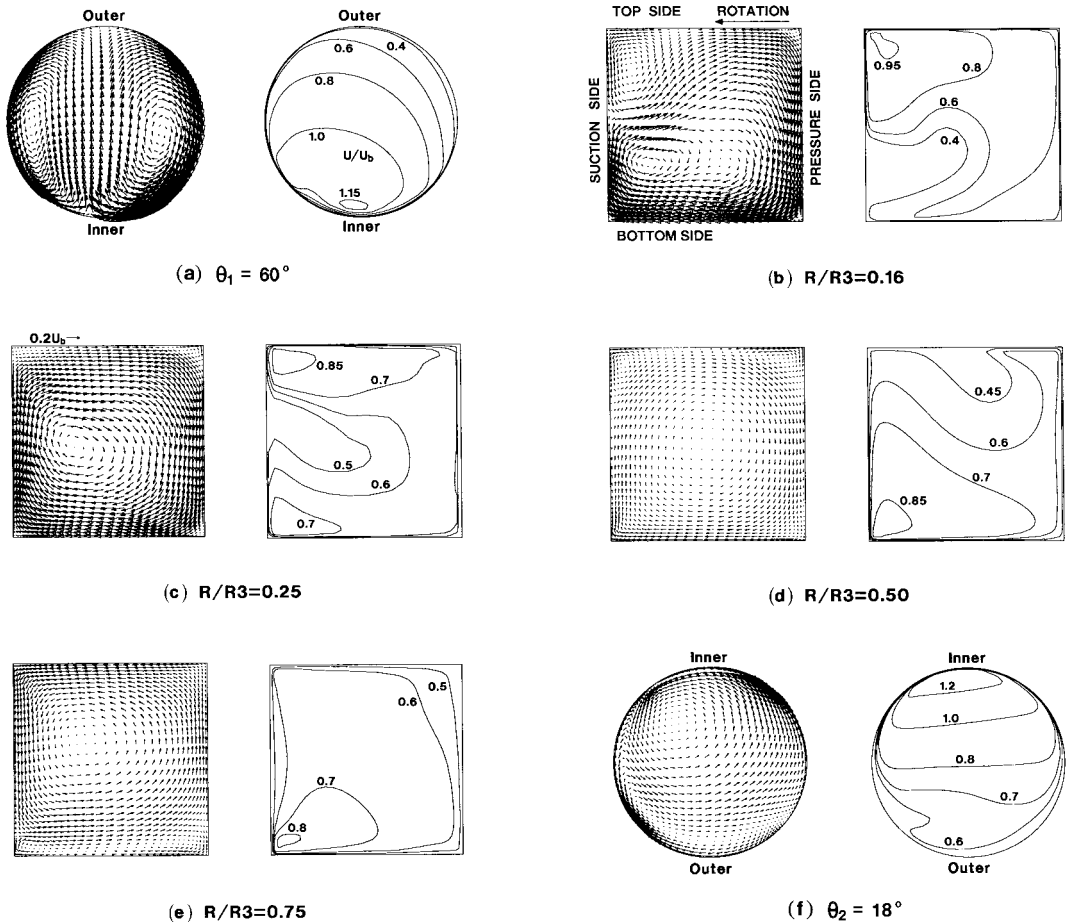 Outer
Inner
Outer
0.6
0.4
0.8
1.0
U/Ub
1.15
Inner
(a) θ1 = 60°
TOP SIDE
ROTATION
SUCTION SIDE
PRESSURE SIDE
BOTTOM SIDE
0.95
0.8
0.6
0.4
(b) R/R3=0.16
0.2Ub
0.85
0.7
0.5
0.6
0.7
(c) R/R3=0.25
0.45
0.6
0.7
0.85
(d) R/R3=0.50
0.5
0.6
0.7
0.8
(e) R/R3=0.75
Inner
Outer
Inner
1.2
1.0
0.8
0.7
0.6
Outer
(f) θ2 = 18°